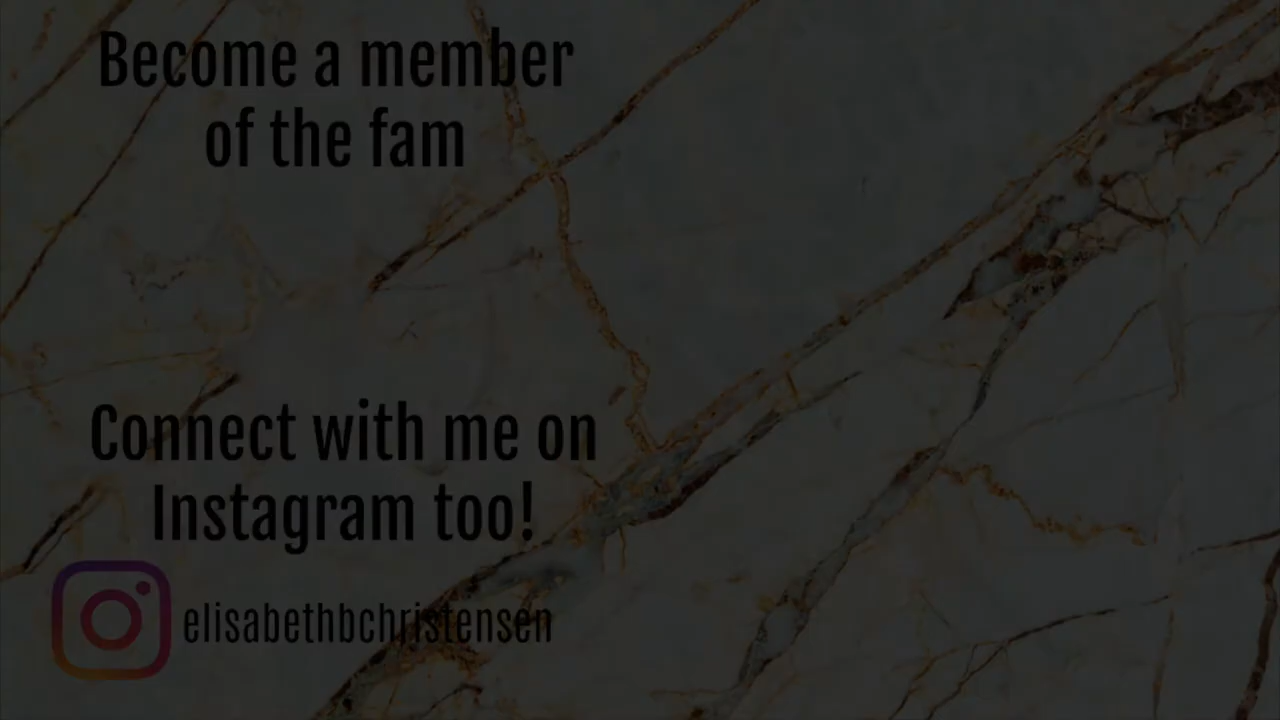 Become a member
of the fam
Connect with me on
Instagram too!
elisabethbchristensen